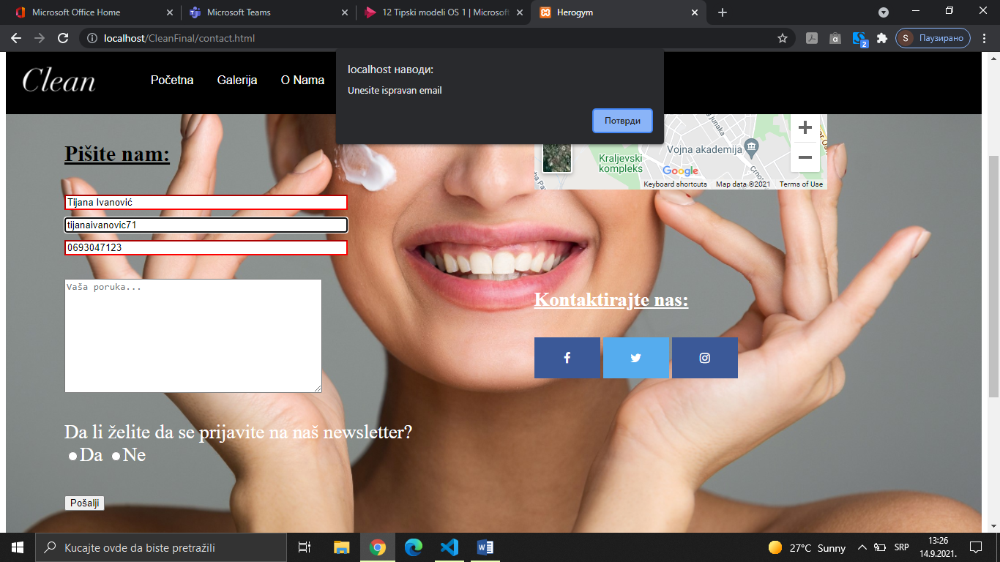 Microsoft Office Home
Microsoft Teams
12 Tipski modeli OS 1 | Microsoft
Herogym
localhost/CleanFinal/contact.html
S Паузирано
2
Clean
Početna
Galerija
O Nama
localhost наводи:
Unesite ispravan email
Потврди
Vojna akademija
Kraljevski
kompleks
Google
Keyboard shortcuts
Map data ©2021
Terms of Use
Pišite nam:
Tijana Ivanović
tijanaivanovic71
0693047123
Vaša poruka...
Kontaktirajte nas:
Da li želite da se prijavite na naš newsletter?
Da Ne
Pošalji
Kucajte ovde da biste pretražili
27°C Sunny
SRP
13:26
14.9.2021.